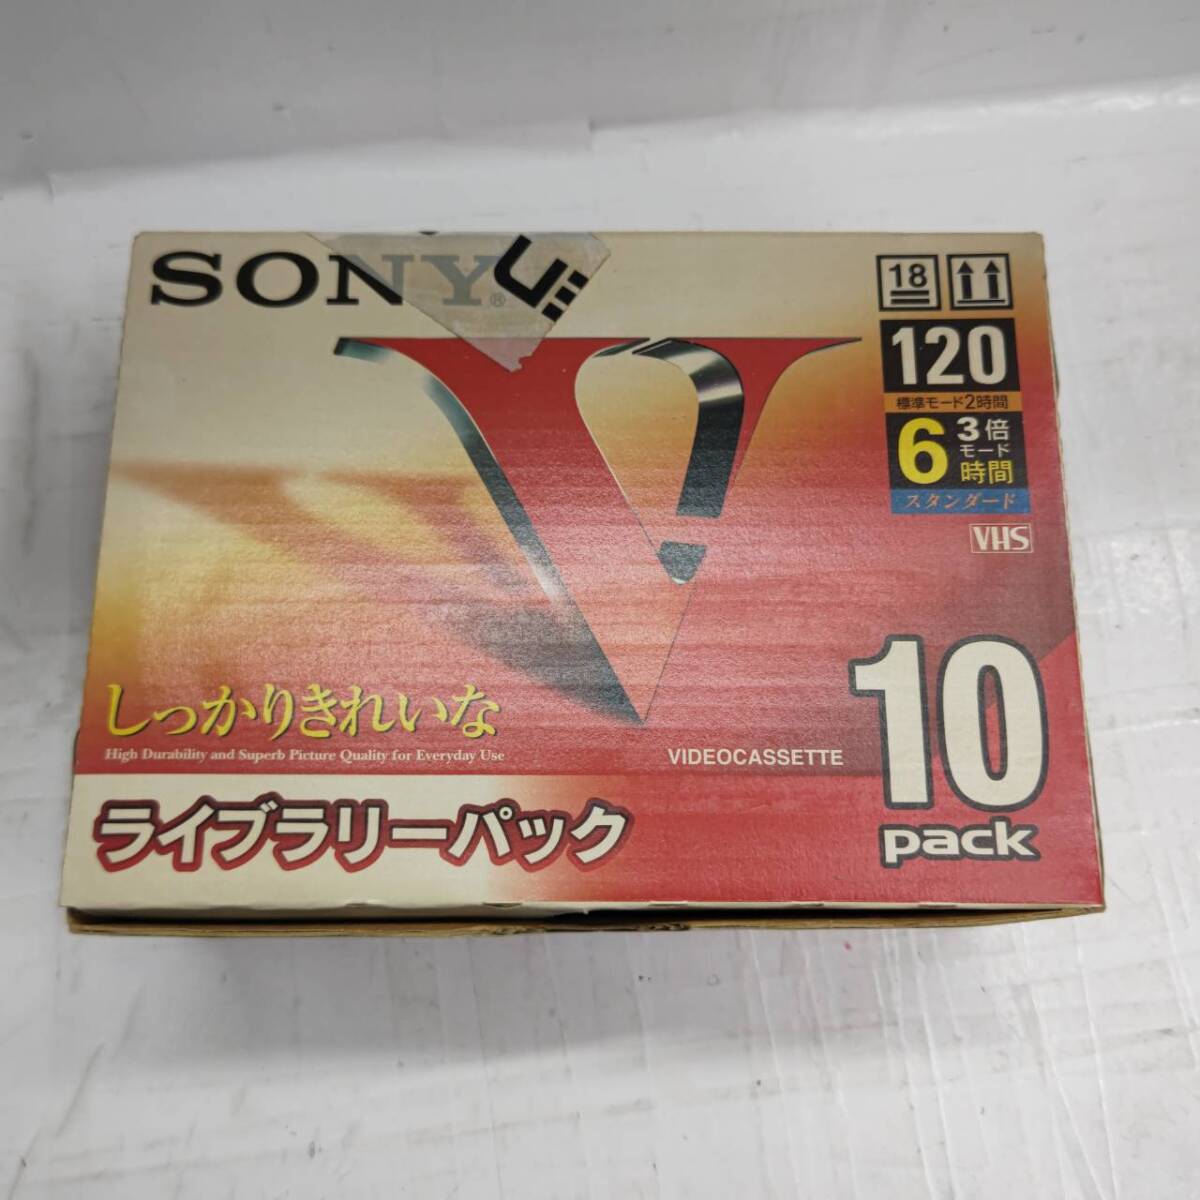 SONY®
18
120
標準モード2時間
6 3倍モード時間
スタンダード
VHS
V
しっかりきれいな
High Durability and Superb Picture Quality for Everyday Use
VIDEOCASSETTE
10
pack
ライブラリーパック